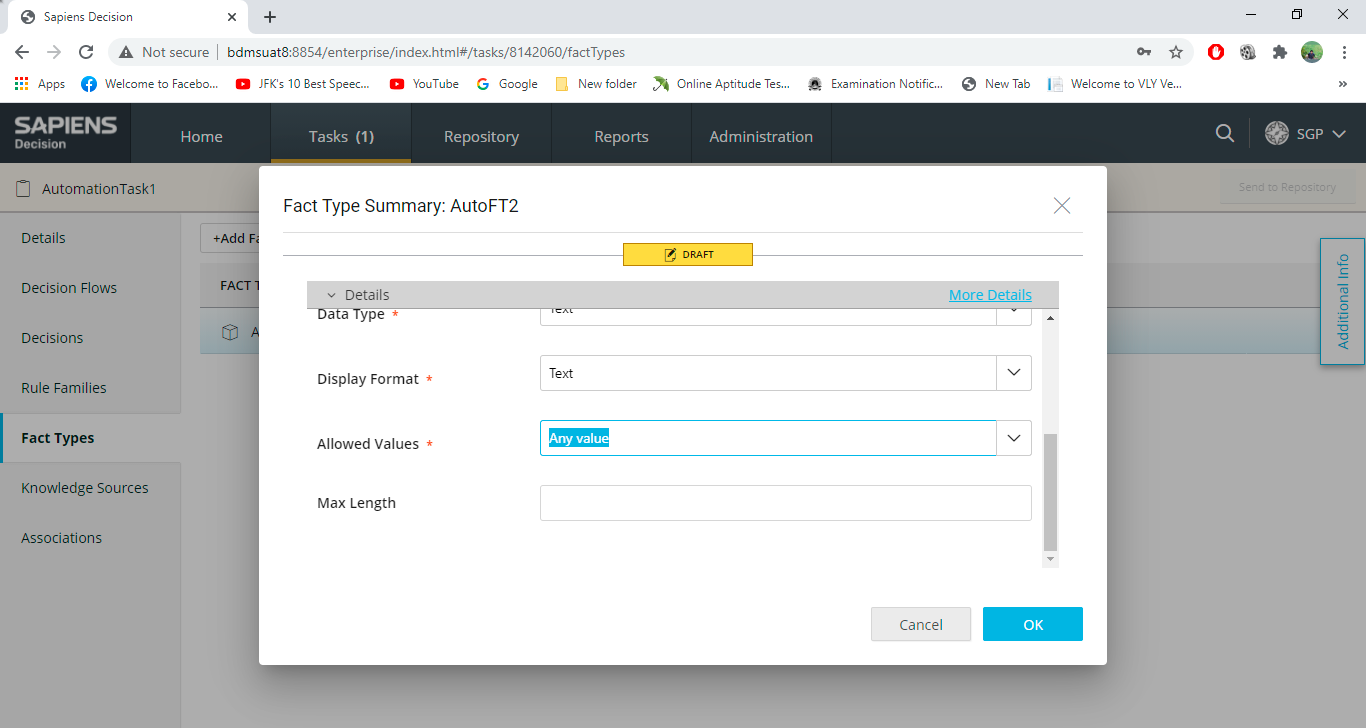 Sapiens Decision
Not secure bdmsuat8:8854/enterprise/index.html#/tasks/8142060/factTypes
Apps Welcome to Facebo... JFK's 10 Best Speec... YouTube Google New folder Online Aptitude Tes... Examination Notific... New Tab Welcome to VLY Ve... »
SAPIENS
Decision
Home Tasks (1) Repository Reports Administration SGP
AutomationTask1 Send to Repository
Details
Decision Flows
Decisions
Rule Families
Fact Types
Knowledge Sources
Associations
+Add Fa
FACT T
A
Additional Info
Fact Type Summary: AutoFT2
DRAFT
Details More Details
Data Type * Text
Display Format * Text
Allowed Values * Any value
Max Length
Cancel OK